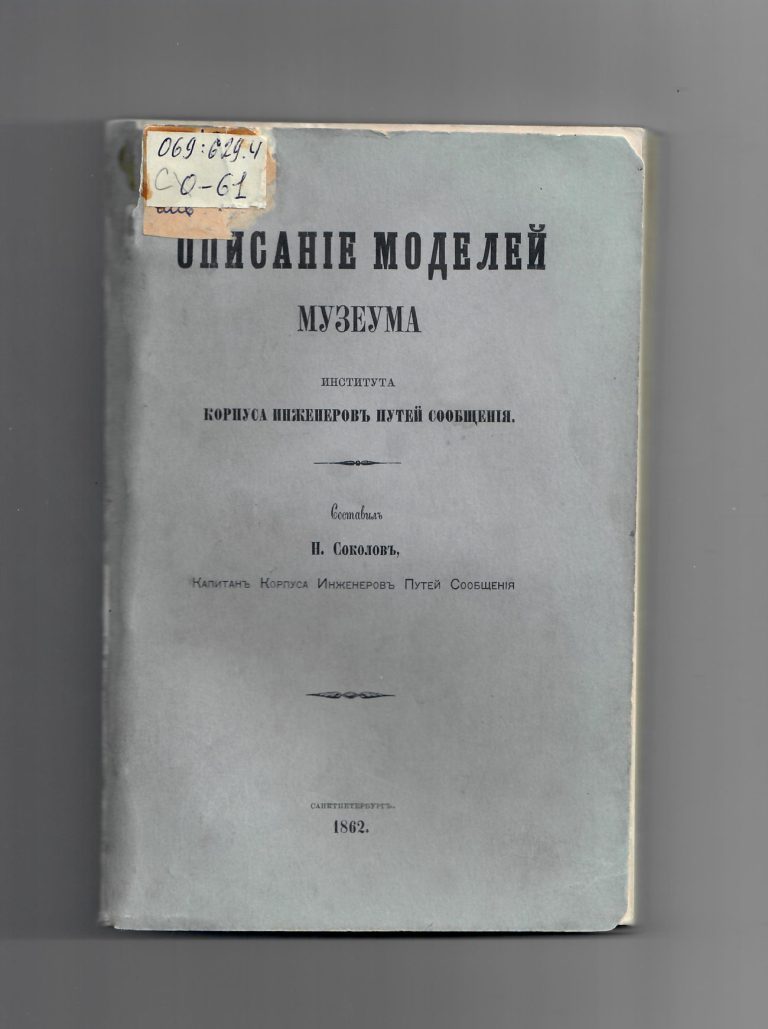 069:629.4
О-61
ОПИСАНІЕ МОДЕЛЕЙ
МУЗЕУМА
ИНСТИТУТА
КОРПУСА ИНЖЕНЕРОВЪ ПУТЕЙ СООБЩЕНІЯ.
Составилъ
Н. Соколовъ,
Капитанъ Корпуса Инженеровъ Путей Сообщенія
САНКТПЕТЕРБУРГЪ.
1862.